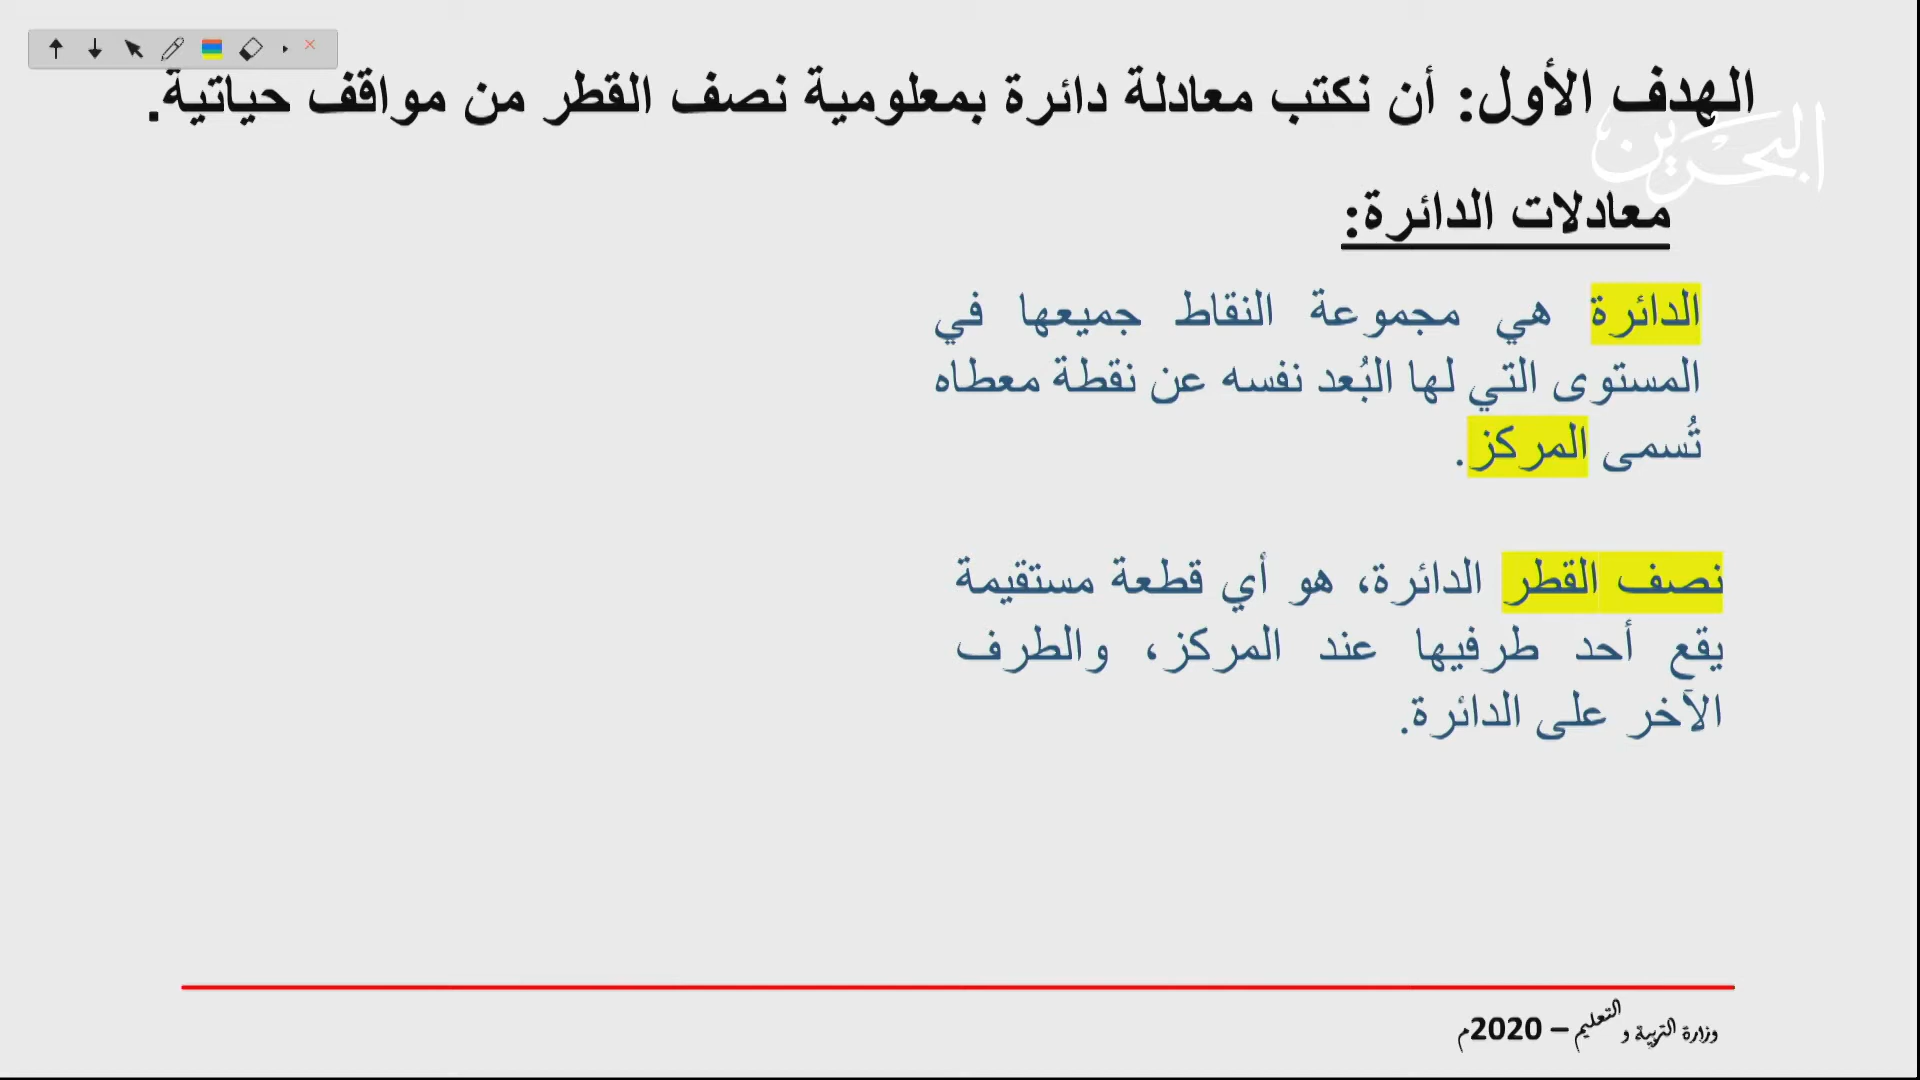 الهدف الأول: أن نكتب معادلة دائرة بمعلومية نصف القطر من مواقف حياتية.
البحرين
معادلات الدائرة:
الدائرة هي مجموعة النقاط جميعها في
المستوى التي لها البُعد نفسه عن نقطة معطاه
تُسمى المركز.
نصف القطر الدائرة، هو أي قطعة مستقيمة
يقع أحد طرفيها عند المركز، والطرف
الآخر على الدائرة.
وزارة التربية و التعليم – 2020م